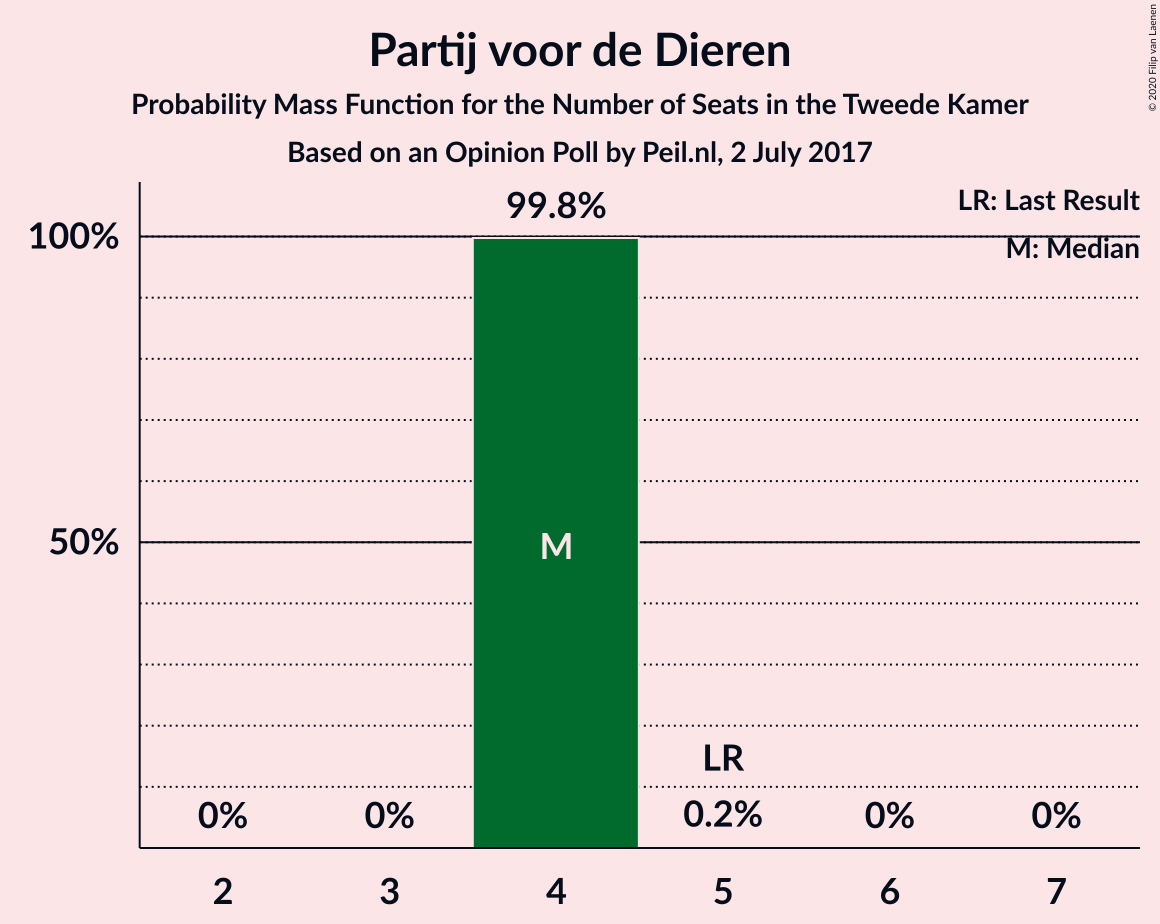 Partij voor de Dieren
Probability Mass Function for the Number of Seats in the Tweede Kamer
Based on an Opinion Poll by Peil.nl, 2 July 2017
© 2020 Filip van Laenen
LR: Last Result
M: Median
99.8%
100%
50%
M
LR
0% 0% 0.2% 0% 0%
2 3 4 5 6 7